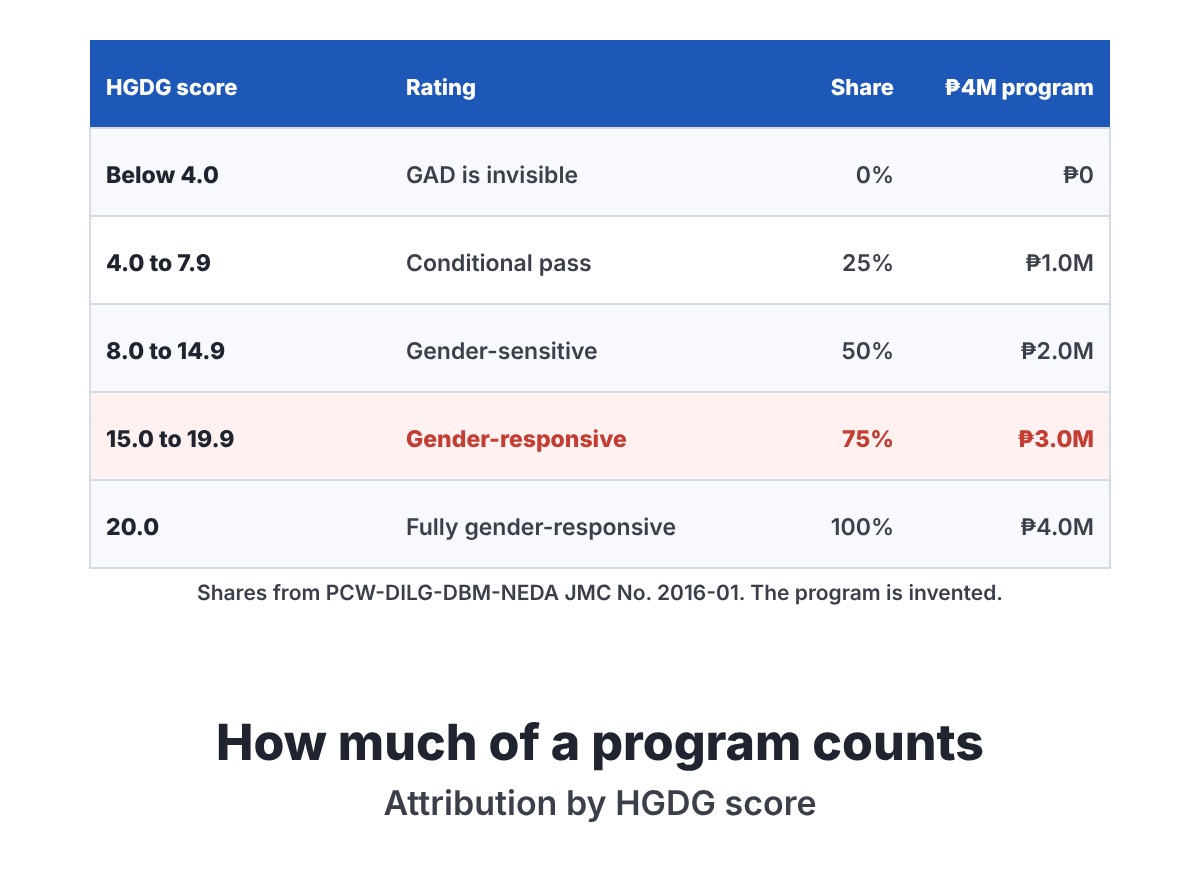 HGDG score Rating Share ₱4M program
Below 4.0 GAD is invisible 0% ₱0
4.0 to 7.9 Conditional pass 25% ₱1.0M
8.0 to 14.9 Gender-sensitive 50% ₱2.0M
15.0 to 19.9 Gender-responsive 75% ₱3.0M
20.0 Fully gender-responsive 100% ₱4.0M
Shares from PCW-DILG-DBM-NEDA JMC No. 2016-01. The program is invented.
How much of a program counts
Attribution by HGDG score